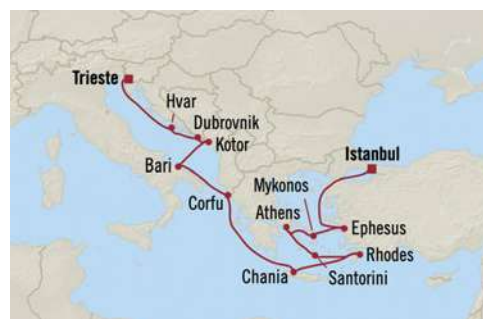 Trieste
Hvar
Dubrovnik
Kotor
Istanbul
Bari
Mykonos
Corfu
Athens
Ephesus
Rhodes
Chania
Santorini